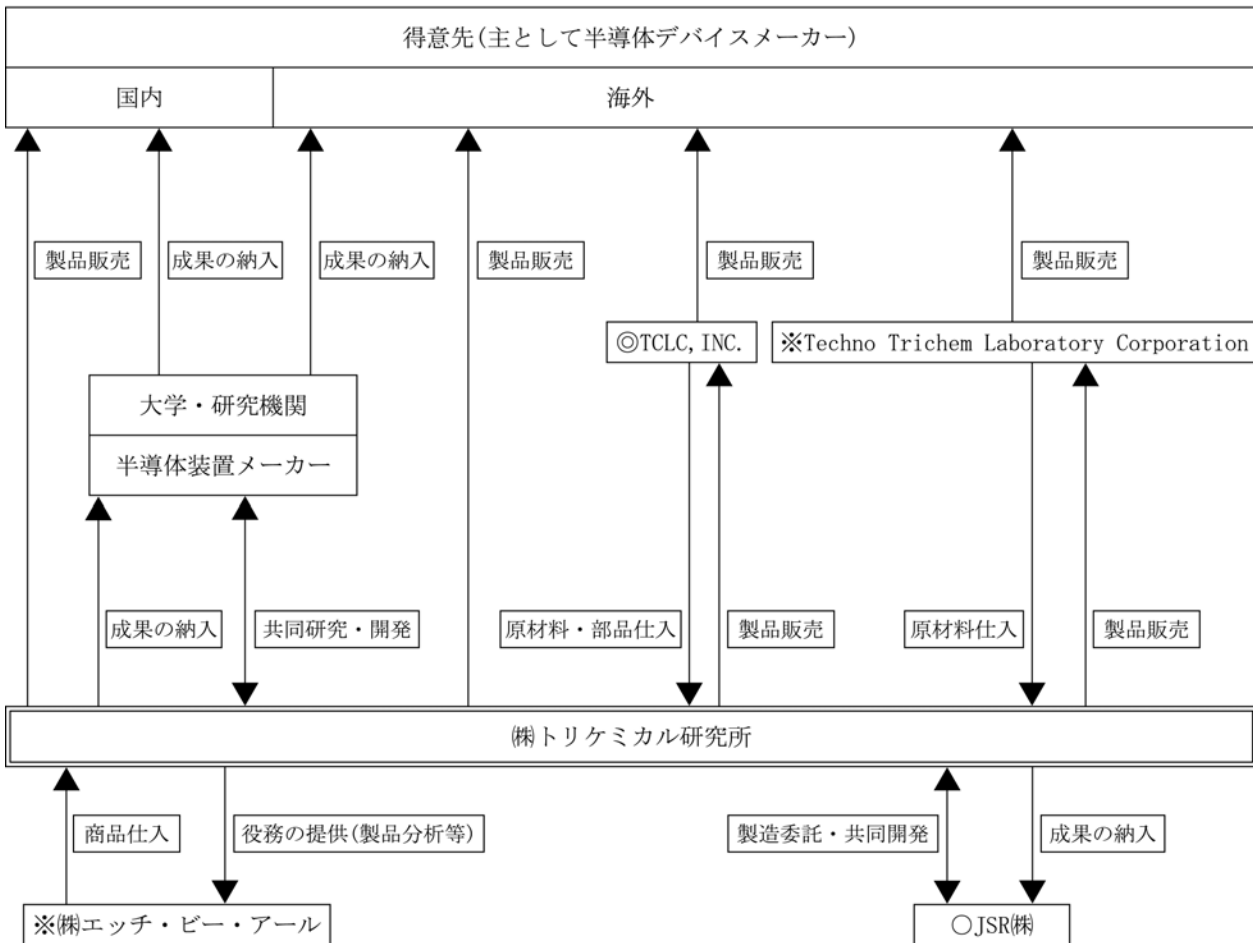 得意先(主として半導体デバイスメーカー)
国内
海外
製品販売
成果の納入
成果の納入
製品販売
製品販売
製品販売
◎TCLC, INC.
※Techno Trichem Laboratory Corporation
大学・研究機関
半導体装置メーカー
成果の納入
共同研究・開発
原材料・部品仕入
製品販売
原材料仕入
製品販売
㈱トリケミカル研究所
商品仕入
役務の提供(製品分析等)
製造委託・共同開発
成果の納入
※㈱エッチ・ビー・アール
○JSR㈱